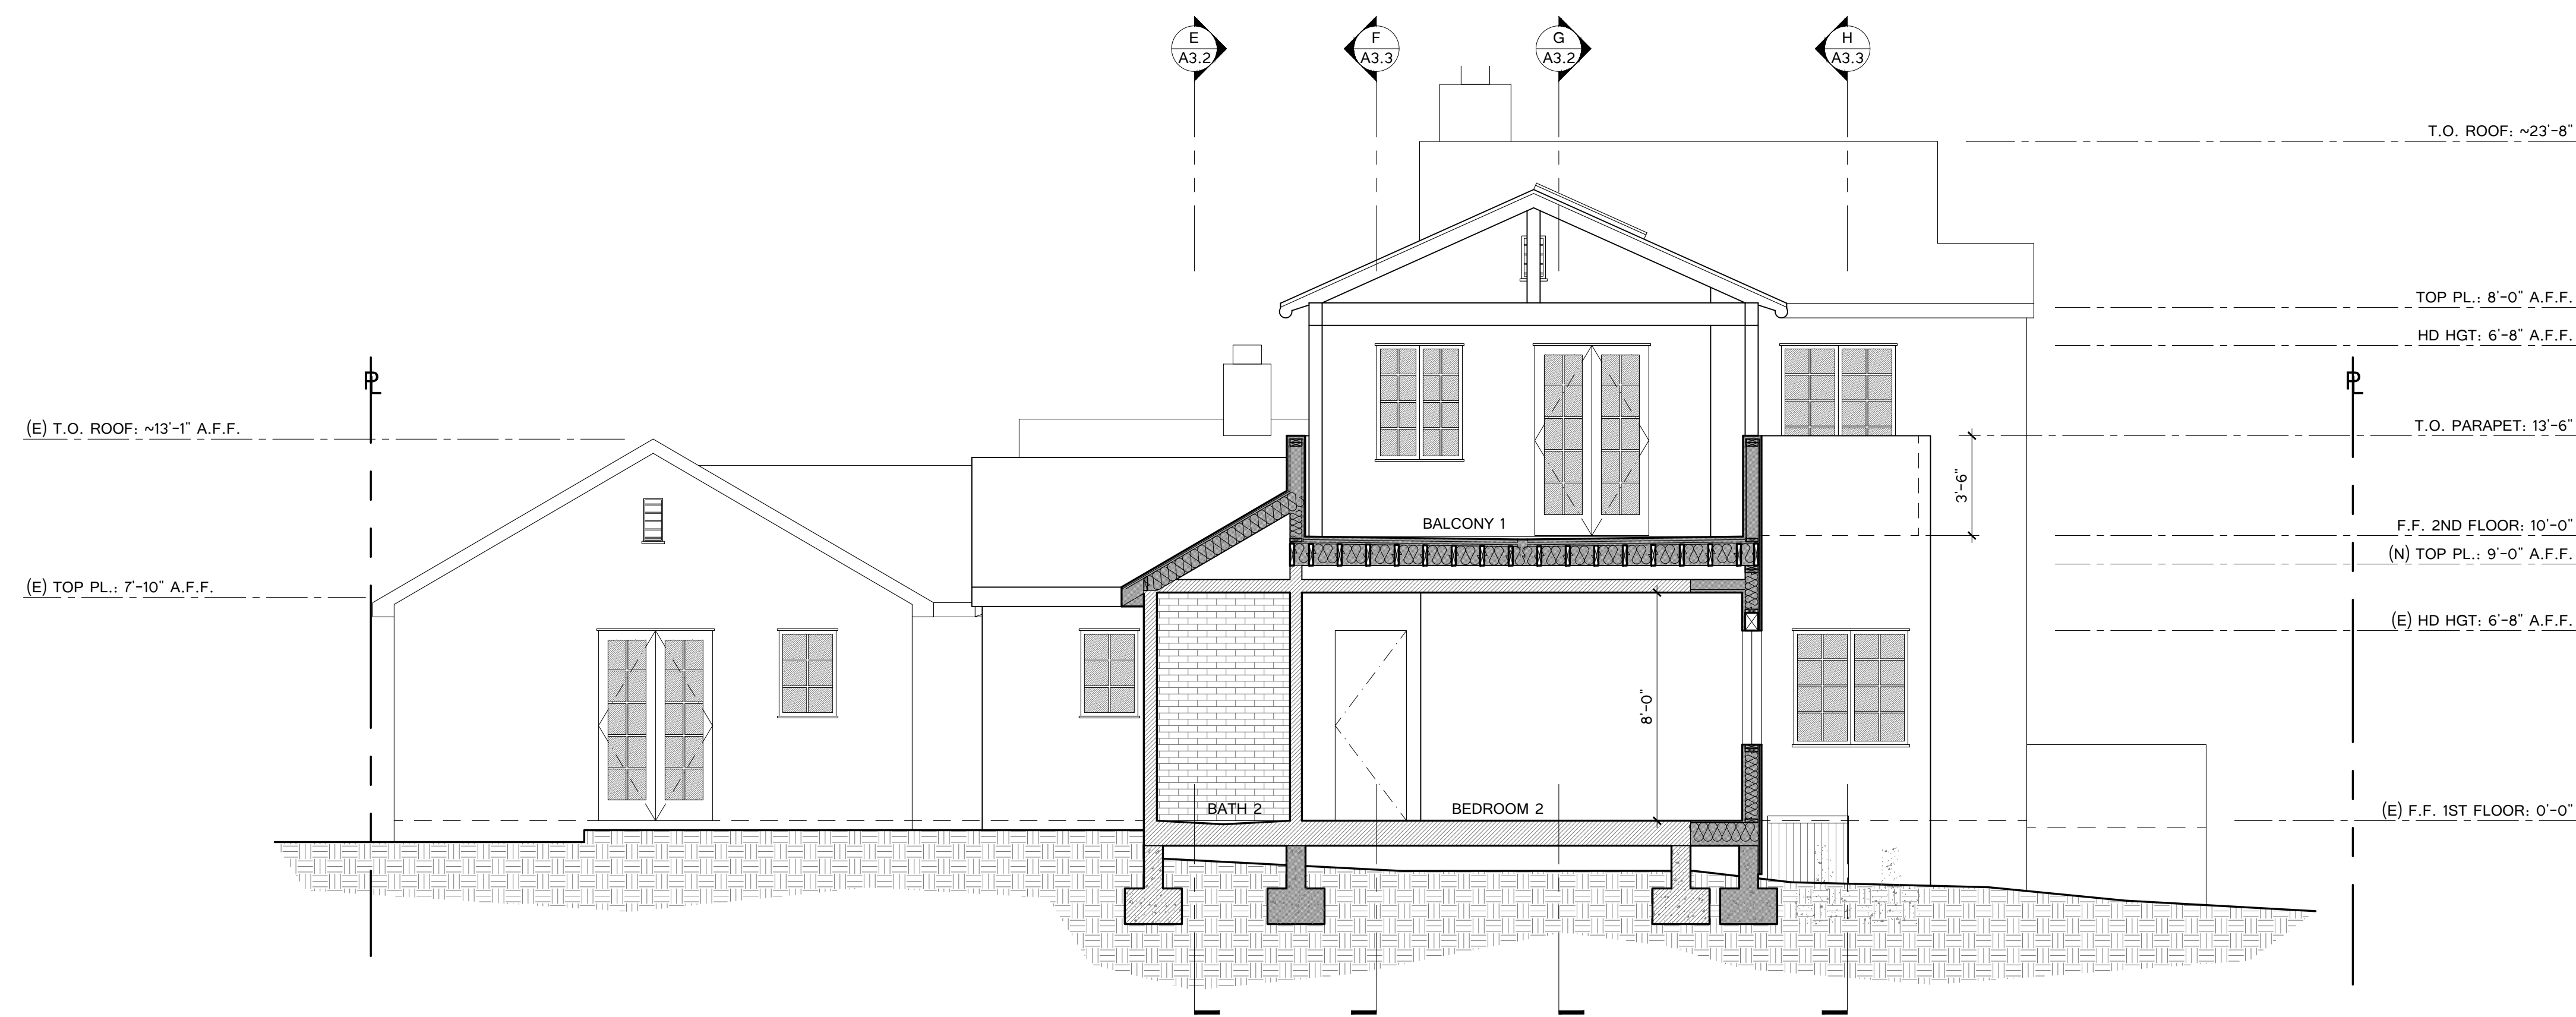 E
A3.2
F
A3.3
G
A3.2
H
A3.3
T.O. ROOF: ~23'-8"
TOP PL.: 8'-0" A.F.F.
HD HGT: 6'-8" A.F.F.
PL
PL
(E) T.O. ROOF: ~13'-1" A.F.F.
T.O. PARAPET: 13'-6"
3'-6"
BALCONY 1
F.F. 2ND FLOOR: 10'-0"
(N) TOP PL.: 9'-0" A.F.F.
(E) TOP PL.: 7'-10" A.F.F.
(E) HD HGT: 6'-8" A.F.F.
8'-0"
BATH 2
BEDROOM 2
(E) F.F. 1ST FLOOR: 0'-0"